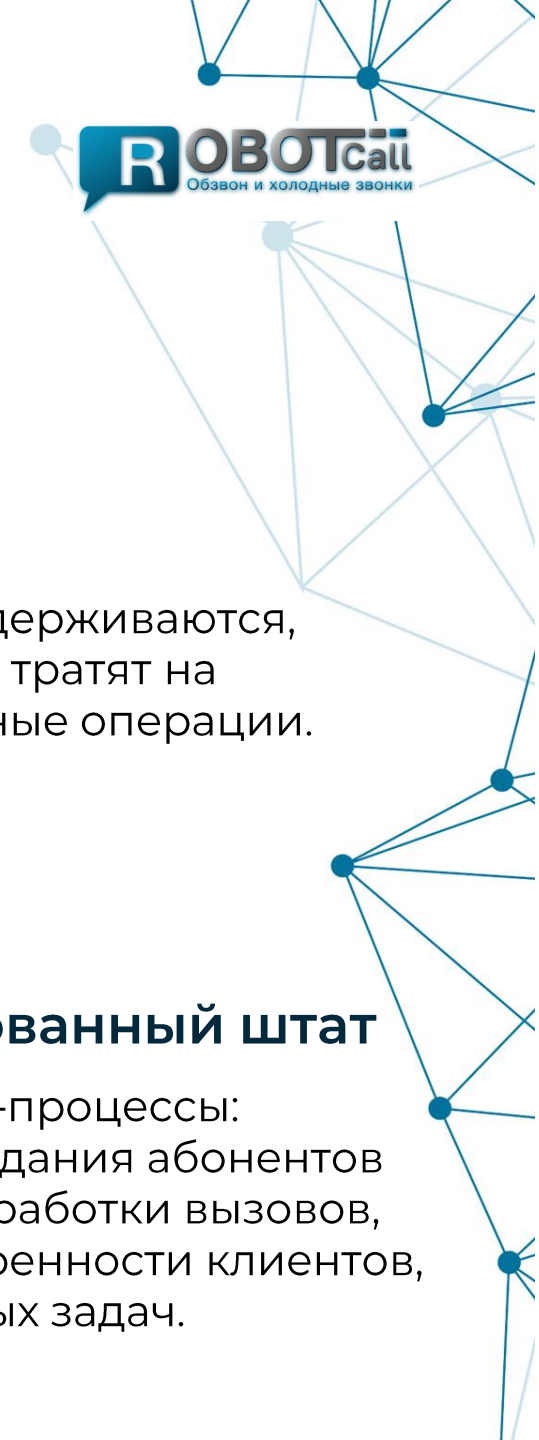 ROBOTcall
Обзвон и холодные звонки
держиваются,
тратят на
ные операции.
ованный штат
-процессы:
дания абонентов
работки вызовов,
ренности клиентов,
ых задач.